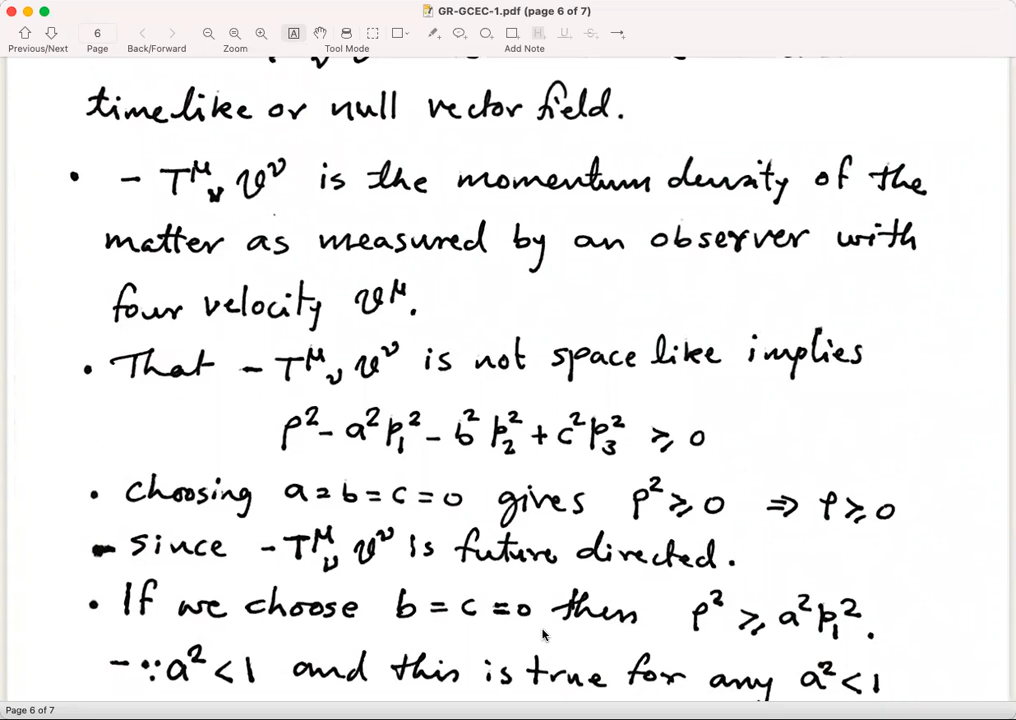 GR-GCEC-1.pdf (page 6 of 7)
6
Previous/Next Page Back/Forward Zoom Tool Mode Add Note
timelike or null vector field.
• - T^μ_ν v^ν is the momentum density of the
matter as measured by an observer with
four velocity v^μ.
• That - T^μ_ν v^ν is not space like implies
ρ² - a²p₁² - b²p₂² + c²p₃² ≥ 0
• choosing a = b = c = 0 gives ρ² ≥ 0 ⇒ ρ ≥ 0
- since -T^μ_ν v^ν is future directed.
• If we choose b = c = 0 then ρ² ≥ a²p₁².
- ∵ a² < 1 and this is true for any a² < 1
Page 6 of 7